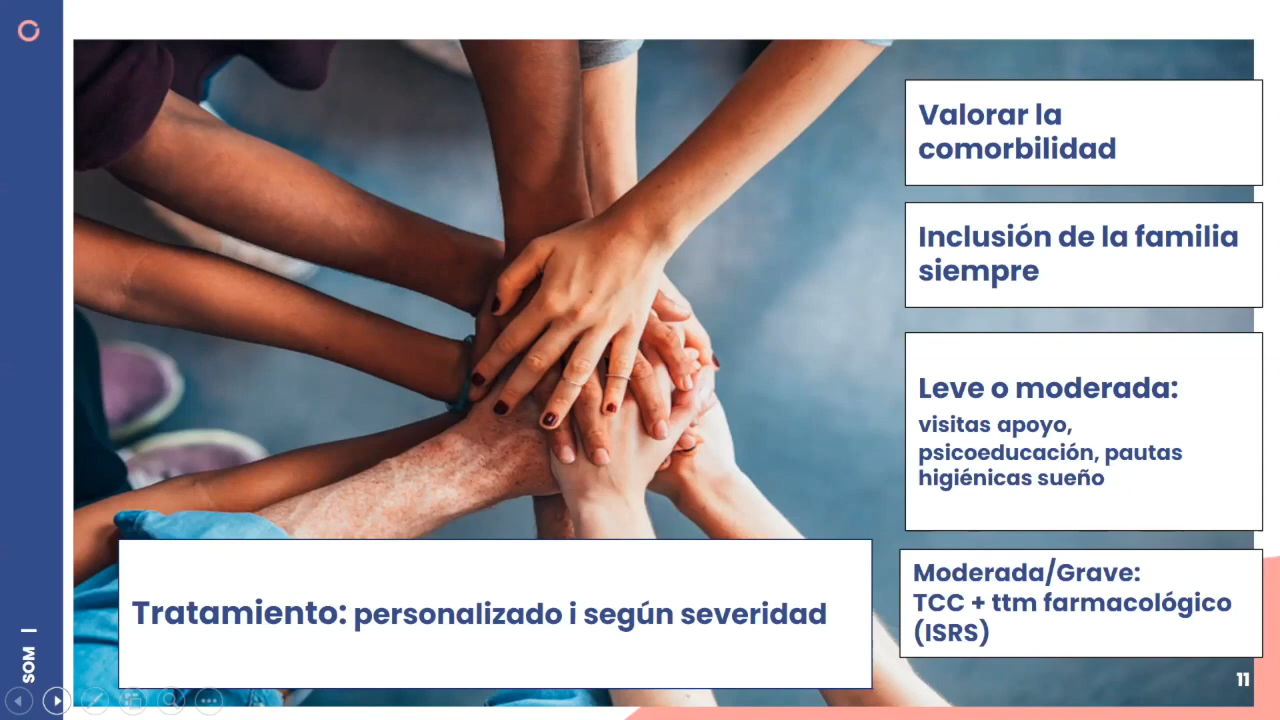 Valorar la
comorbilidad
Inclusión de la familia
siempre
Leve o moderada:
visitas apoyo,
psicoeducación, pautas
higiénicas sueño
Moderada/Grave:
TCC + ttm farmacológico
(ISRS)
Tratamiento: personalizado i según severidad
SOM |
11